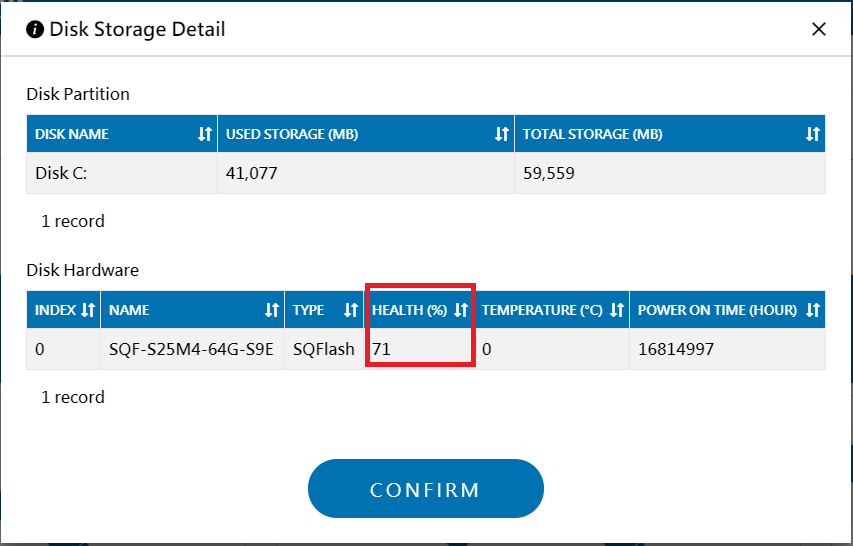 Disk Storage Detail
Disk Partition
DISK NAME USED STORAGE (MB) TOTAL STORAGE (MB)
Disk C: 41,077 59,559
1 record
Disk Hardware
INDEX NAME TYPE HEALTH (%) TEMPERATURE (°C) POWER ON TIME (HOUR)
0 SQF-S25M4-64G-S9E SQFlash 71 0 16814997
1 record
CONFIRM